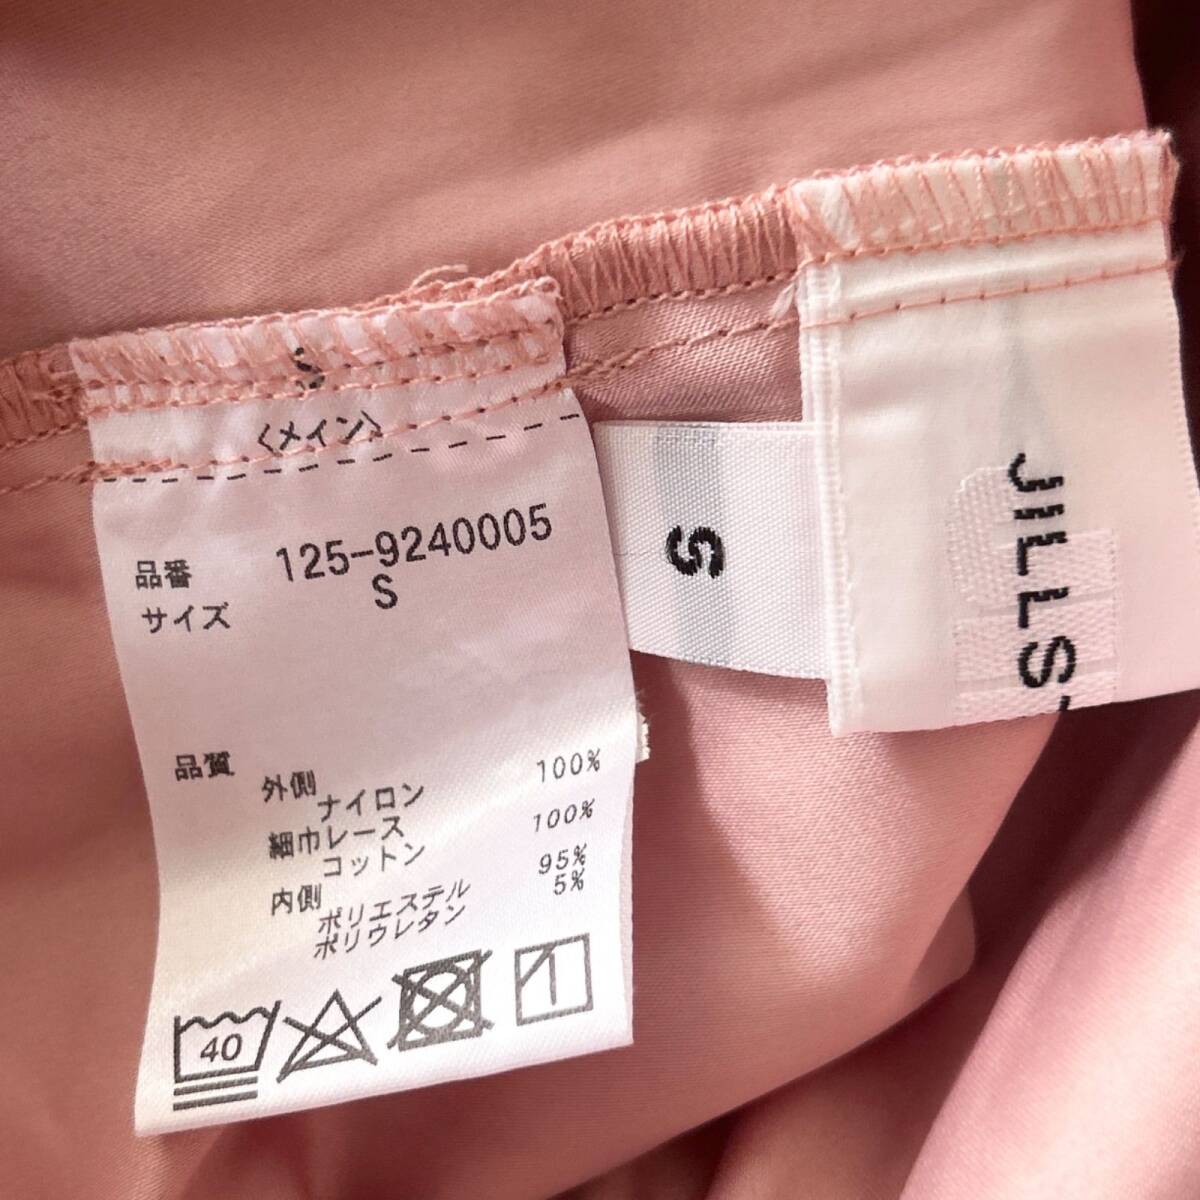 S
〈メイン〉
品番 125-9240005
サイズ S
品質
外側
ナイロン 100%
細巾レース
コットン 100%
内側
ポリエステル 95%
ポリウレタン 5%
40
S
JILLS